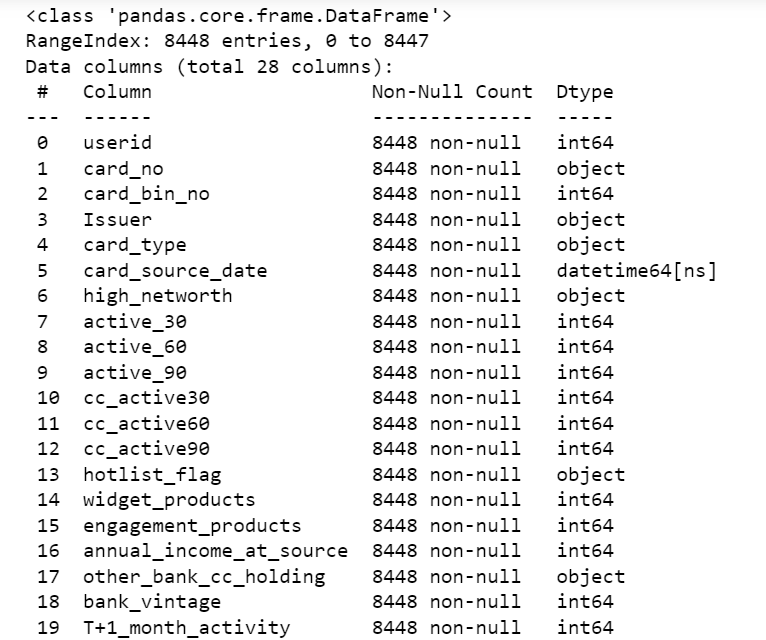 <class 'pandas.core.frame.DataFrame'>
RangeIndex: 8448 entries, 0 to 8447
Data columns (total 28 columns):
 #   Column                   Non-Null Count  Dtype
---  ------                   --------------  -----
 0   userid                   8448 non-null   int64
 1   card_no                  8448 non-null   object
 2   card_bin_no              8448 non-null   int64
 3   Issuer                   8448 non-null   object
 4   card_type                8448 non-null   object
 5   card_source_date         8448 non-null   datetime64[ns]
 6   high_networth            8448 non-null   object
 7   active_30                8448 non-null   int64
 8   active_60                8448 non-null   int64
 9   active_90                8448 non-null   int64
 10  cc_active30              8448 non-null   int64
 11  cc_active60              8448 non-null   int64
 12  cc_active90              8448 non-null   int64
 13  hotlist_flag             8448 non-null   object
 14  widget_products          8448 non-null   int64
 15  engagement_products      8448 non-null   int64
 16  annual_income_at_source  8448 non-null   int64
 17  other_bank_cc_holding    8448 non-null   object
 18  bank_vintage             8448 non-null   int64
 19  T+1_month_activity       8448 non-null   int64